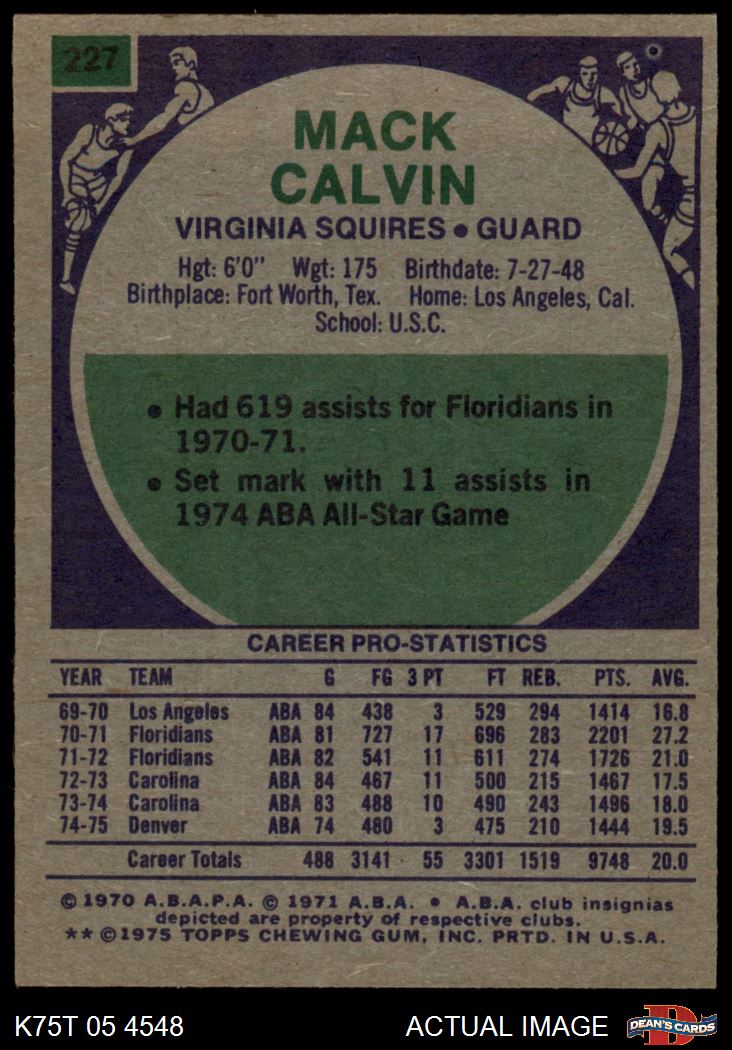 227
MACK
CALVIN
VIRGINIA SQUIRES • GUARD
Hgt: 6'0" Wgt: 175 Birthdate: 7-27-48
Birthplace: Fort Worth, Tex. Home: Los Angeles, Cal.
School: U.S.C.
• Had 619 assists for Floridians in
1970-71.
• Set mark with 11 assists in
1974 ABA All-Star Game
CAREER PRO-STATISTICS
YEAR TEAM G FG 3 PT FT REB. PTS. AVG.
69-70 Los Angeles ABA 84 438 3 529 294 1414 16.8
70-71 Floridians ABA 81 727 17 696 283 2201 27.2
71-72 Floridians ABA 82 541 11 611 274 1726 21.0
72-73 Carolina ABA 84 467 11 500 215 1467 17.5
73-74 Carolina ABA 83 488 10 490 243 1496 18.0
74-75 Denver ABA 74 480 3 475 210 1444 19.5
Career Totals 488 3141 55 3301 1519 9748 20.0
© 1970 A.B.A.P.A. © 1971 A.B.A. • A.B.A. club insignias
depicted are property of respective clubs.
** © 1975 TOPPS CHEWING GUM, INC. PRTD. IN U.S.A.
K75T 05 4548 ACTUAL IMAGE DEAN'S CARDS